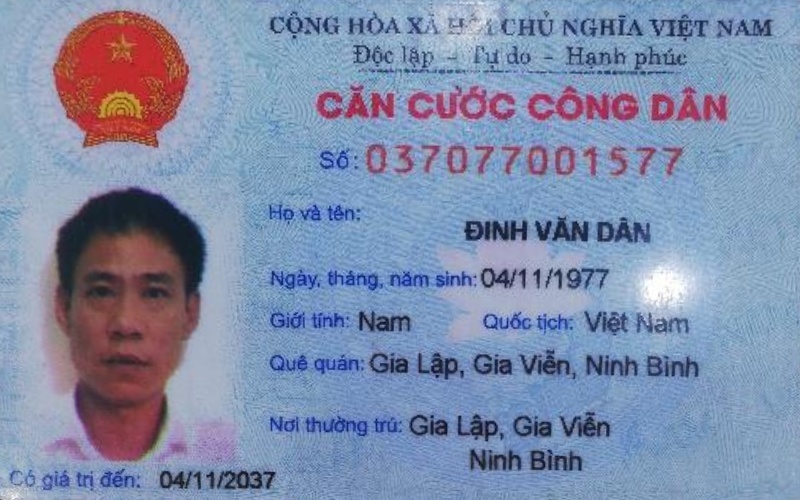 CỘNG HÒA XÃ HỘI CHỦ NGHĨA VIỆT NAM
Độc lập - Tự do - Hạnh phúc
CĂN CƯỚC CÔNG DÂN
Số: 037077001577
Họ và tên:
ĐINH VĂN DÂN
Ngày, tháng, năm sinh: 04/11/1977
Giới tính: Nam Quốc tịch: Việt Nam
Quê quán: Gia Lập, Gia Viễn, Ninh Bình
Nơi thường trú: Gia Lập, Gia Viễn
Ninh Bình
Có giá trị đến: 04/11/2037